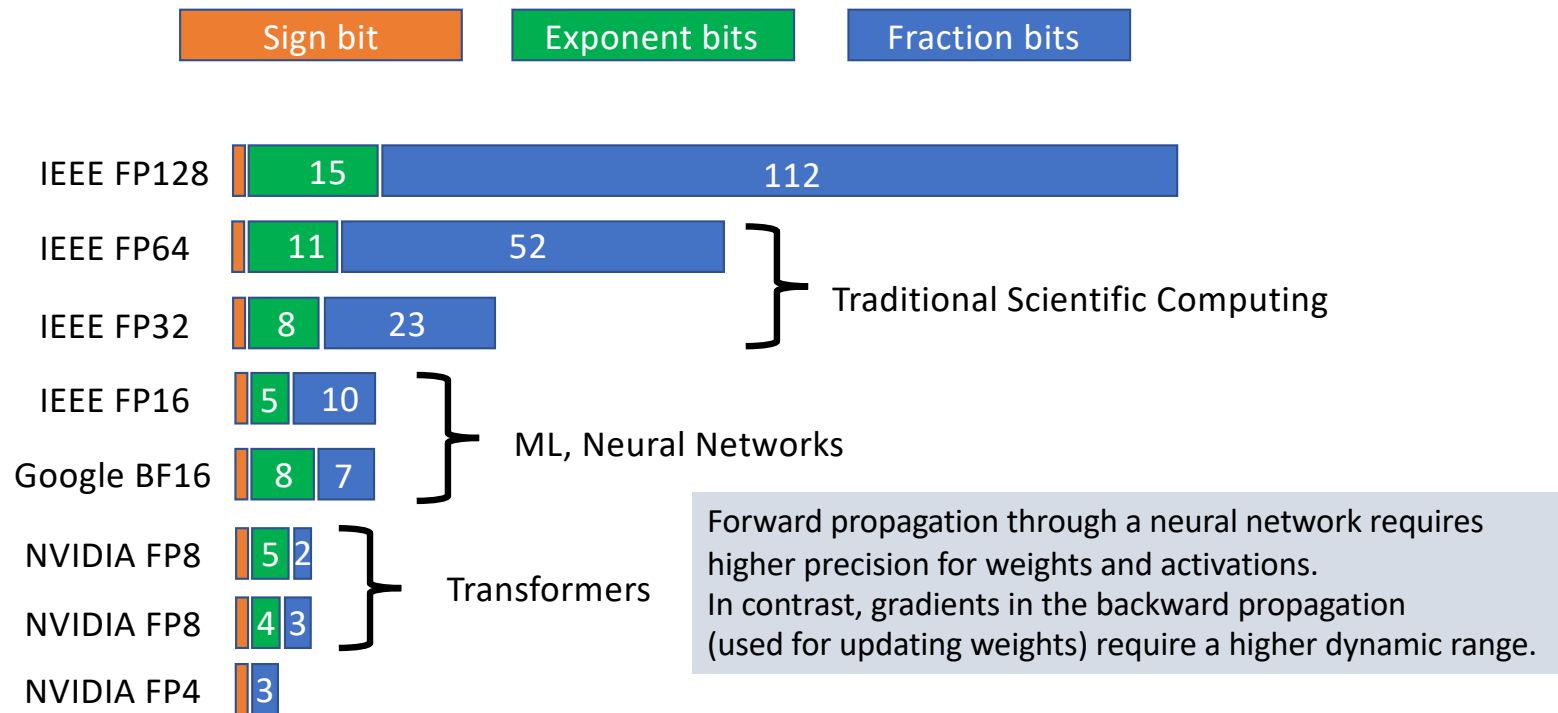 Sign bit
Exponent bits
Fraction bits
IEEE FP128
15
112
IEEE FP64
11
52
IEEE FP32
8
23
Traditional Scientific Computing
IEEE FP16
5
10
Google BF16
8
7
ML, Neural Networks
NVIDIA FP8
5
2
NVIDIA FP8
4
3
Transformers
NVIDIA FP4
3
Forward propagation through a neural network requires
higher precision for weights and activations.
In contrast, gradients in the backward propagation
(used for updating weights) require a higher dynamic range.